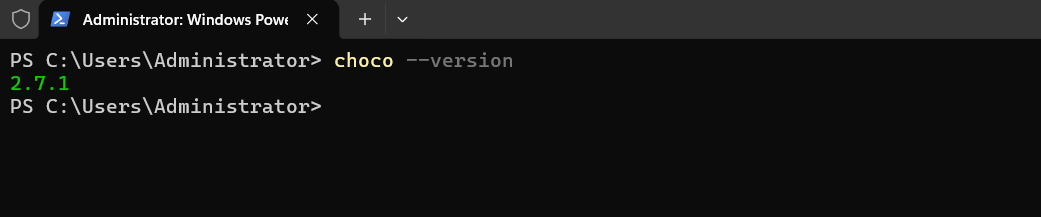 Administrator: Windows Powe
PS C:\Users\Administrator> choco --version
2.7.1
PS C:\Users\Administrator>